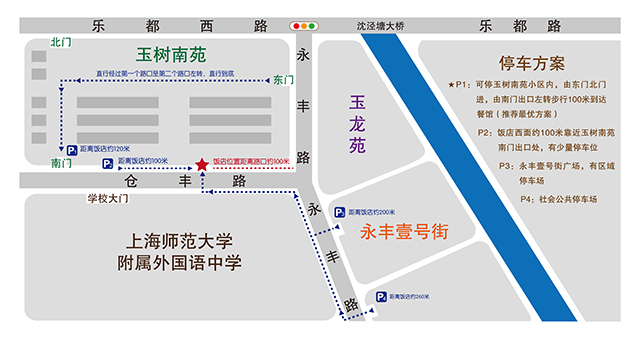 乐都西路
沈泾塘大桥
乐都路
北门
玉树南苑
直行经过第一个路口至第二个路口左转，直行到底
东门
永丰路
玉龙苑
P1 距离饭店约120米
南门
P2 距离饭店约100米
饭店位置距离路口约100米
仓丰路
学校大门
上海师范大学
附属外国语中学
永丰路
距离饭店约200米
永丰壹号街
距离饭店约260米
停车方案
★P1：可停玉树南苑小区内，由东门北门
进，由南门出口左转步行100米到达
餐馆（推荐最优方案）
P2：饭店西面约100米靠近玉树南苑
南门出口处，有少量停车位
P3：永丰壹号街广场，有区域
停车场
P4：社会公共停车场